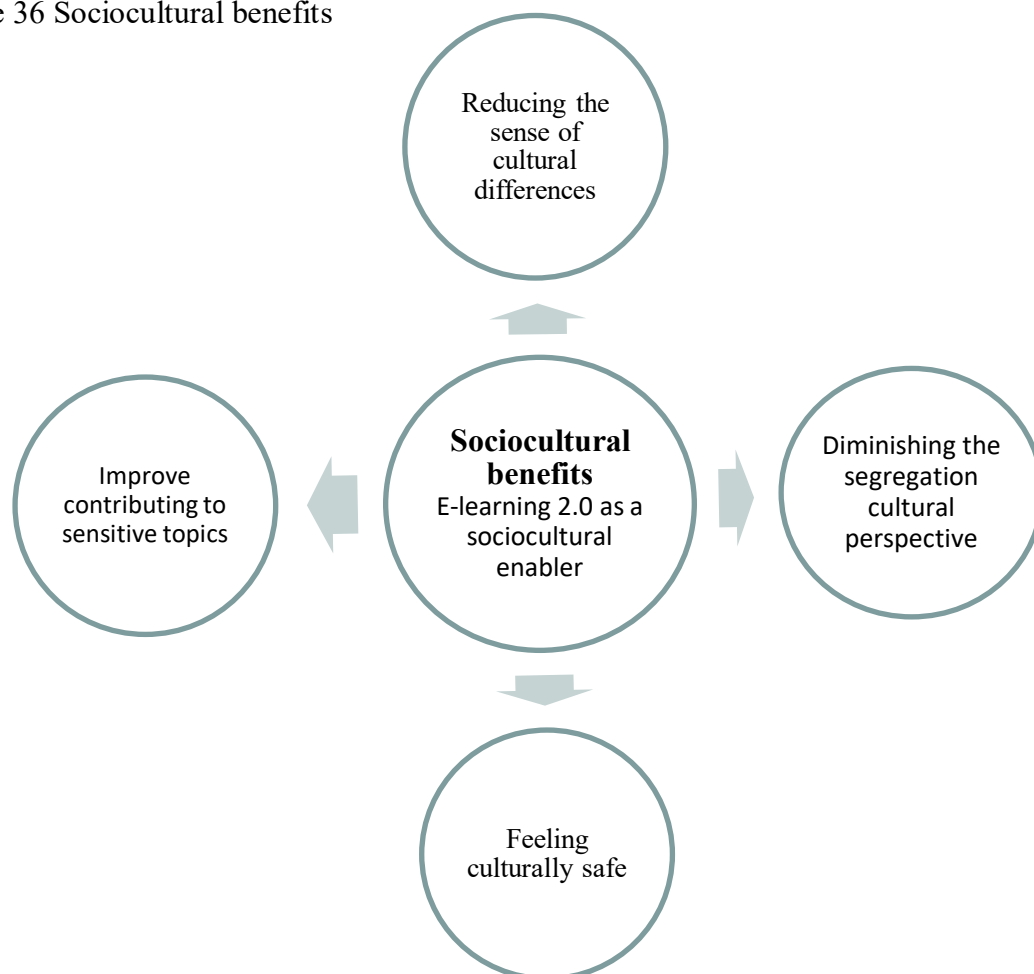 e 36 Sociocultural benefits
Reducing the
sense of
cultural
differences
Sociocultural
benefits
E-learning 2.0 as a
sociocultural
enabler
Improve
contributing to
sensitive topics
Diminishing the
segregation
cultural
perspective
Feeling
culturally safe